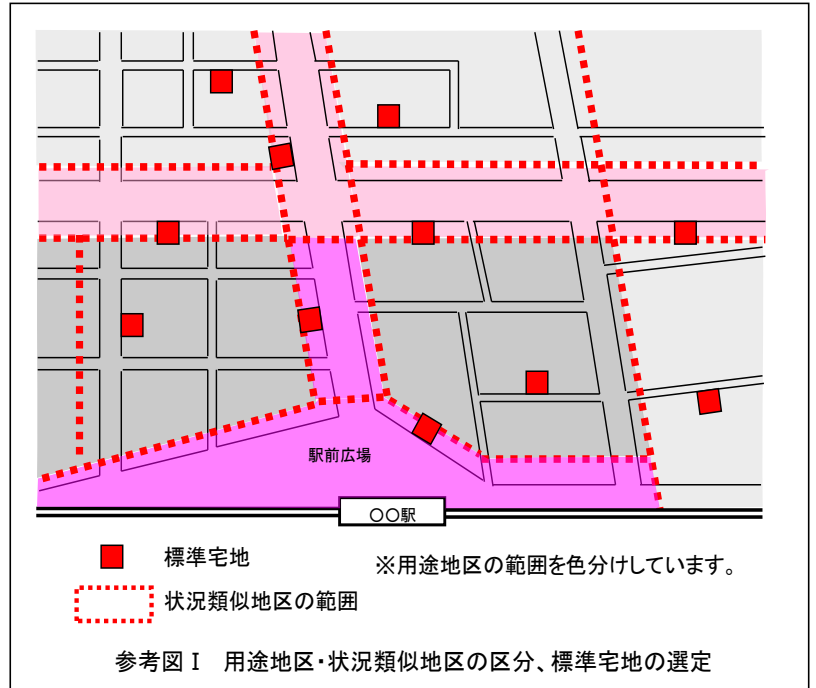 駅前広場
〇〇駅
標準宅地
※用途地区の範囲を色分けしています。
状況類似地区の範囲
参考図Ⅰ 用途地区・状況類似地区の区分、標準宅地の選定